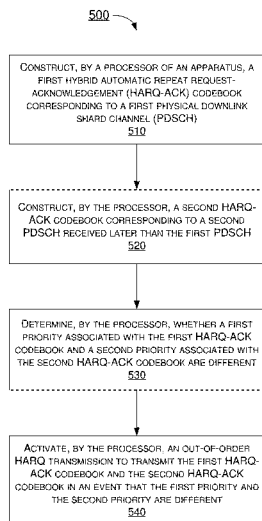 500
CONSTRUCT, BY A PROCESSOR OF AN APPARATUS, A
FIRST HYBRID AUTOMATIC REPEAT REQUEST-
ACKNOWLEDGEMENT (HARQ-ACK) CODEBOOK
CORRESPONDING TO A FIRST PHYSICAL DOWNLINK
SHARD CHANNEL (PDSCH)
510
CONSTRUCT, BY THE PROCESSOR, A SECOND HARQ-
ACK CODEBOOK CORRESPONDING TO A SECOND
PDSCH RECEIVED LATER THAN THE FIRST PDSCH
520
DETERMINE, BY THE PROCESSOR, WHETHER A FIRST
PRIORITY ASSOCIATED WITH THE FIRST HARQ-ACK
CODEBOOK AND A SECOND PRIORITY ASSOCIATED WITH
THE SECOND HARQ-ACK CODEBOOK ARE DIFFERENT
530
ACTIVATE, BY THE PROCESSOR, AN OUT-OF-ORDER
HARQ TRANSMISSION TO TRANSMIT THE FIRST HARQ-
ACK CODEBOOK AND THE SECOND HARQ-ACK
CODEBOOK IN AN EVENT THAT THE FIRST PRIORITY AND
THE SECOND PRIORITY ARE DIFFERENT
540